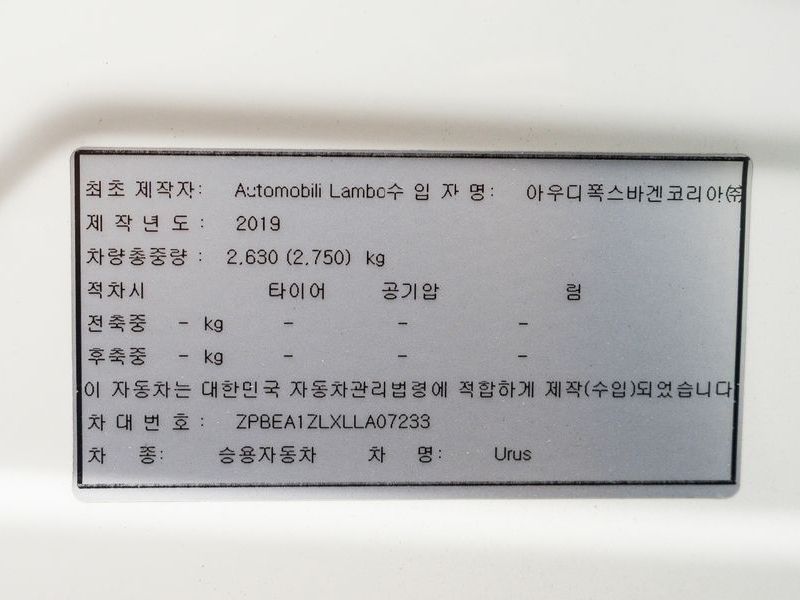 최초 제작자: Automobili Lambo수 입 자 명: 아우디폭스바겐코리아㈜
제 작 년 도 : 2019
차량총중량 : 2,630 (2,750) kg
적차시 타이어 공기압 림
전축중 - kg - - -
후축중 - kg - - -
이 자동차는 대한민국 자동차관리법령에 적합하게 제작(수입)되었습니다
차 대 번 호 : ZPBEA1ZLXLLA07233
차 종: 승용자동차 차 명: Urus